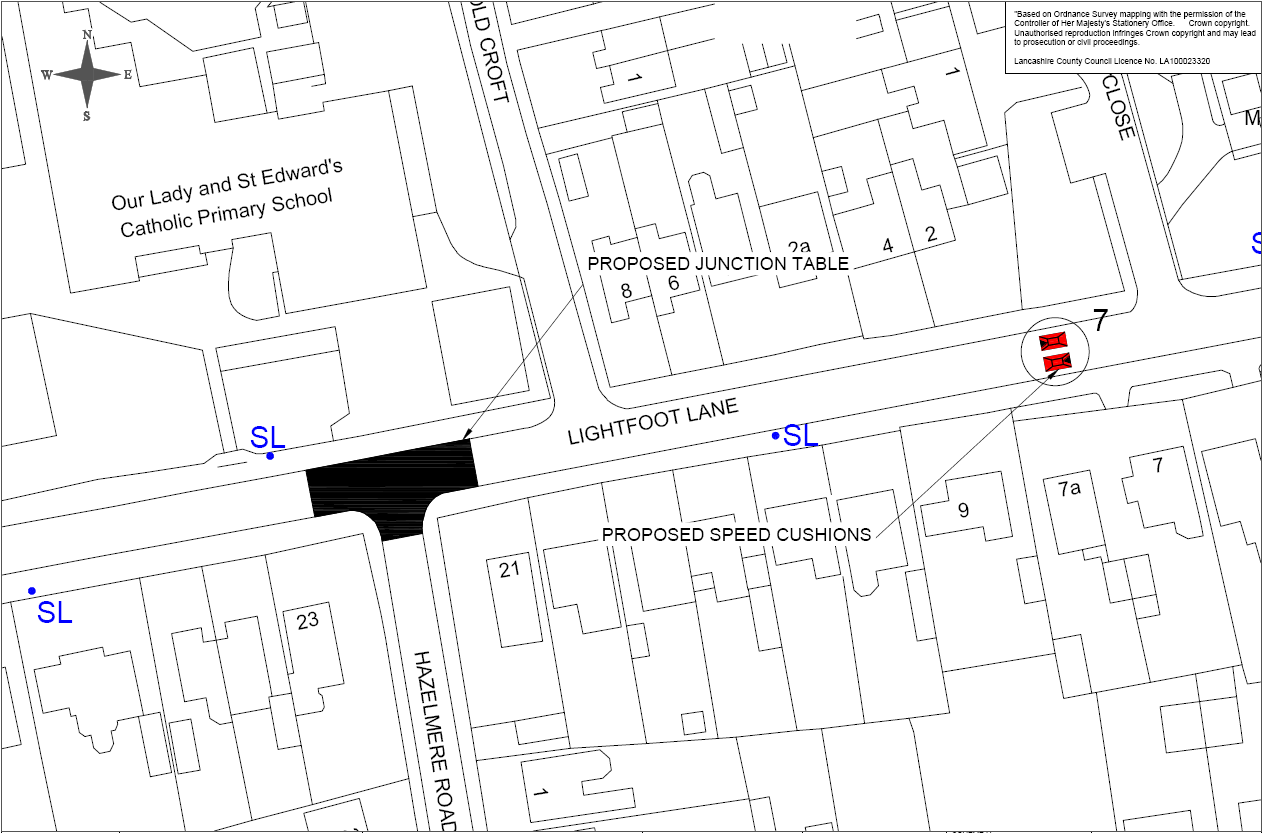 "Based on Ordnance Survey mapping with the permission of the
Controller of Her Majesty's Stationery Office. Crown copyright.
Unauthorised reproduction infringes Crown copyright and may lead
to prosecution or civil proceedings.
Lancashire County Council Licence No. LA100023320
N
W E
S
OLD CROFT
1
1
CLOSE
M
Our Lady and St Edward's
Catholic Primary School
2a
4
2
PROPOSED JUNCTION TABLE
8
6
7
LIGHTFOOT LANE
SL
SL
SL
PROPOSED SPEED CUSHIONS
9
7a
7
21
23
HAZELMERE ROAD
1